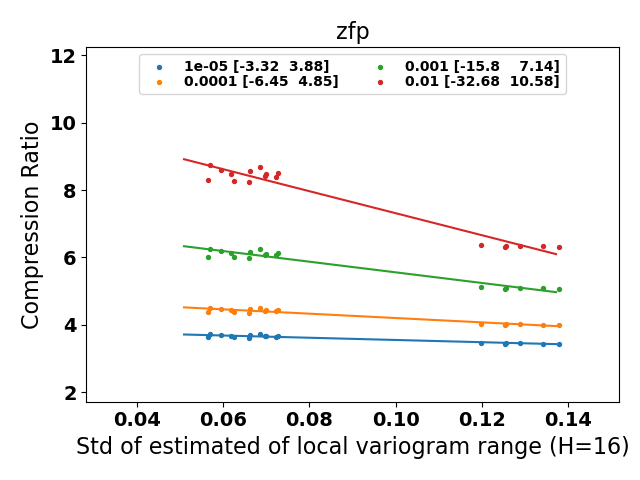 zfp
1e-05 [-3.32  3.88]
0.0001 [-6.45  4.85]
0.001 [-15.8    7.14]
0.01 [-32.68  10.58]
12
10
8
6
4
2
Compression Ratio
0.04 0.06 0.08 0.10 0.12 0.14
Std of estimated of local variogram range (H=16)